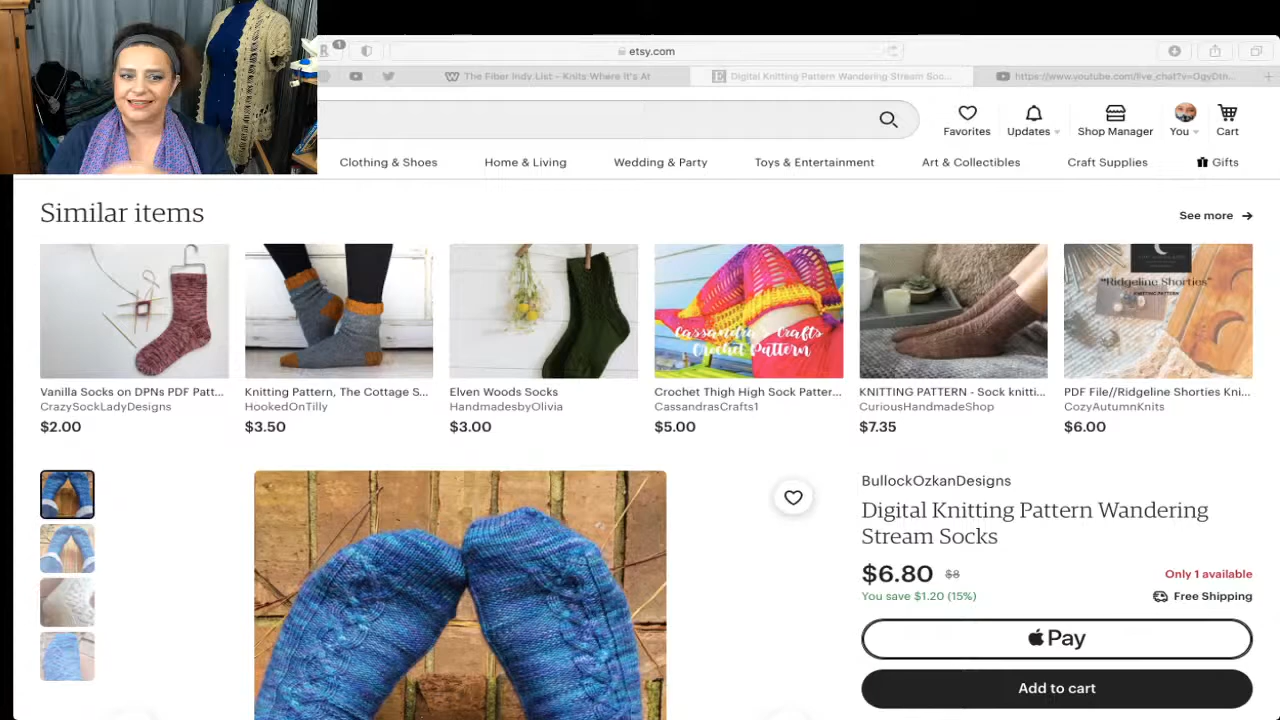 1
etsy.com
The Fiber Indy List – Knits Where It's At
Digital Knitting Pattern Wandering Stream Soc...
https://www.youtube.com/live_chat?v=OgyDtn...
Favorites
Updates
Shop Manager
You
Cart
Clothing & Shoes
Home & Living
Wedding & Party
Toys & Entertainment
Art & Collectibles
Craft Supplies
Gifts
Similar items
See more →
Cassandra's Crafts
Crochet Pattern
"Ridgeline Shorties"
KNITTING PATTERN
Vanilla Socks on DPNs PDF Patt...
CrazySockLadyDesigns
$2.00
Knitting Pattern, The Cottage S...
HookedOnTilly
$3.50
Elven Woods Socks
HandmadesbyOlivia
$3.00
Crochet Thigh High Sock Patter...
CassandrasCrafts1
$5.00
KNITTING PATTERN - Sock knitti...
CuriousHandmadeShop
$7.35
PDF File//Ridgeline Shorties Kni...
CozyAutumnKnits
$6.00
BullockOzkanDesigns
Digital Knitting Pattern Wandering
Stream Socks
$6.80 $8
Only 1 available
You save $1.20 (15%)
Free Shipping
Pay
Add to cart